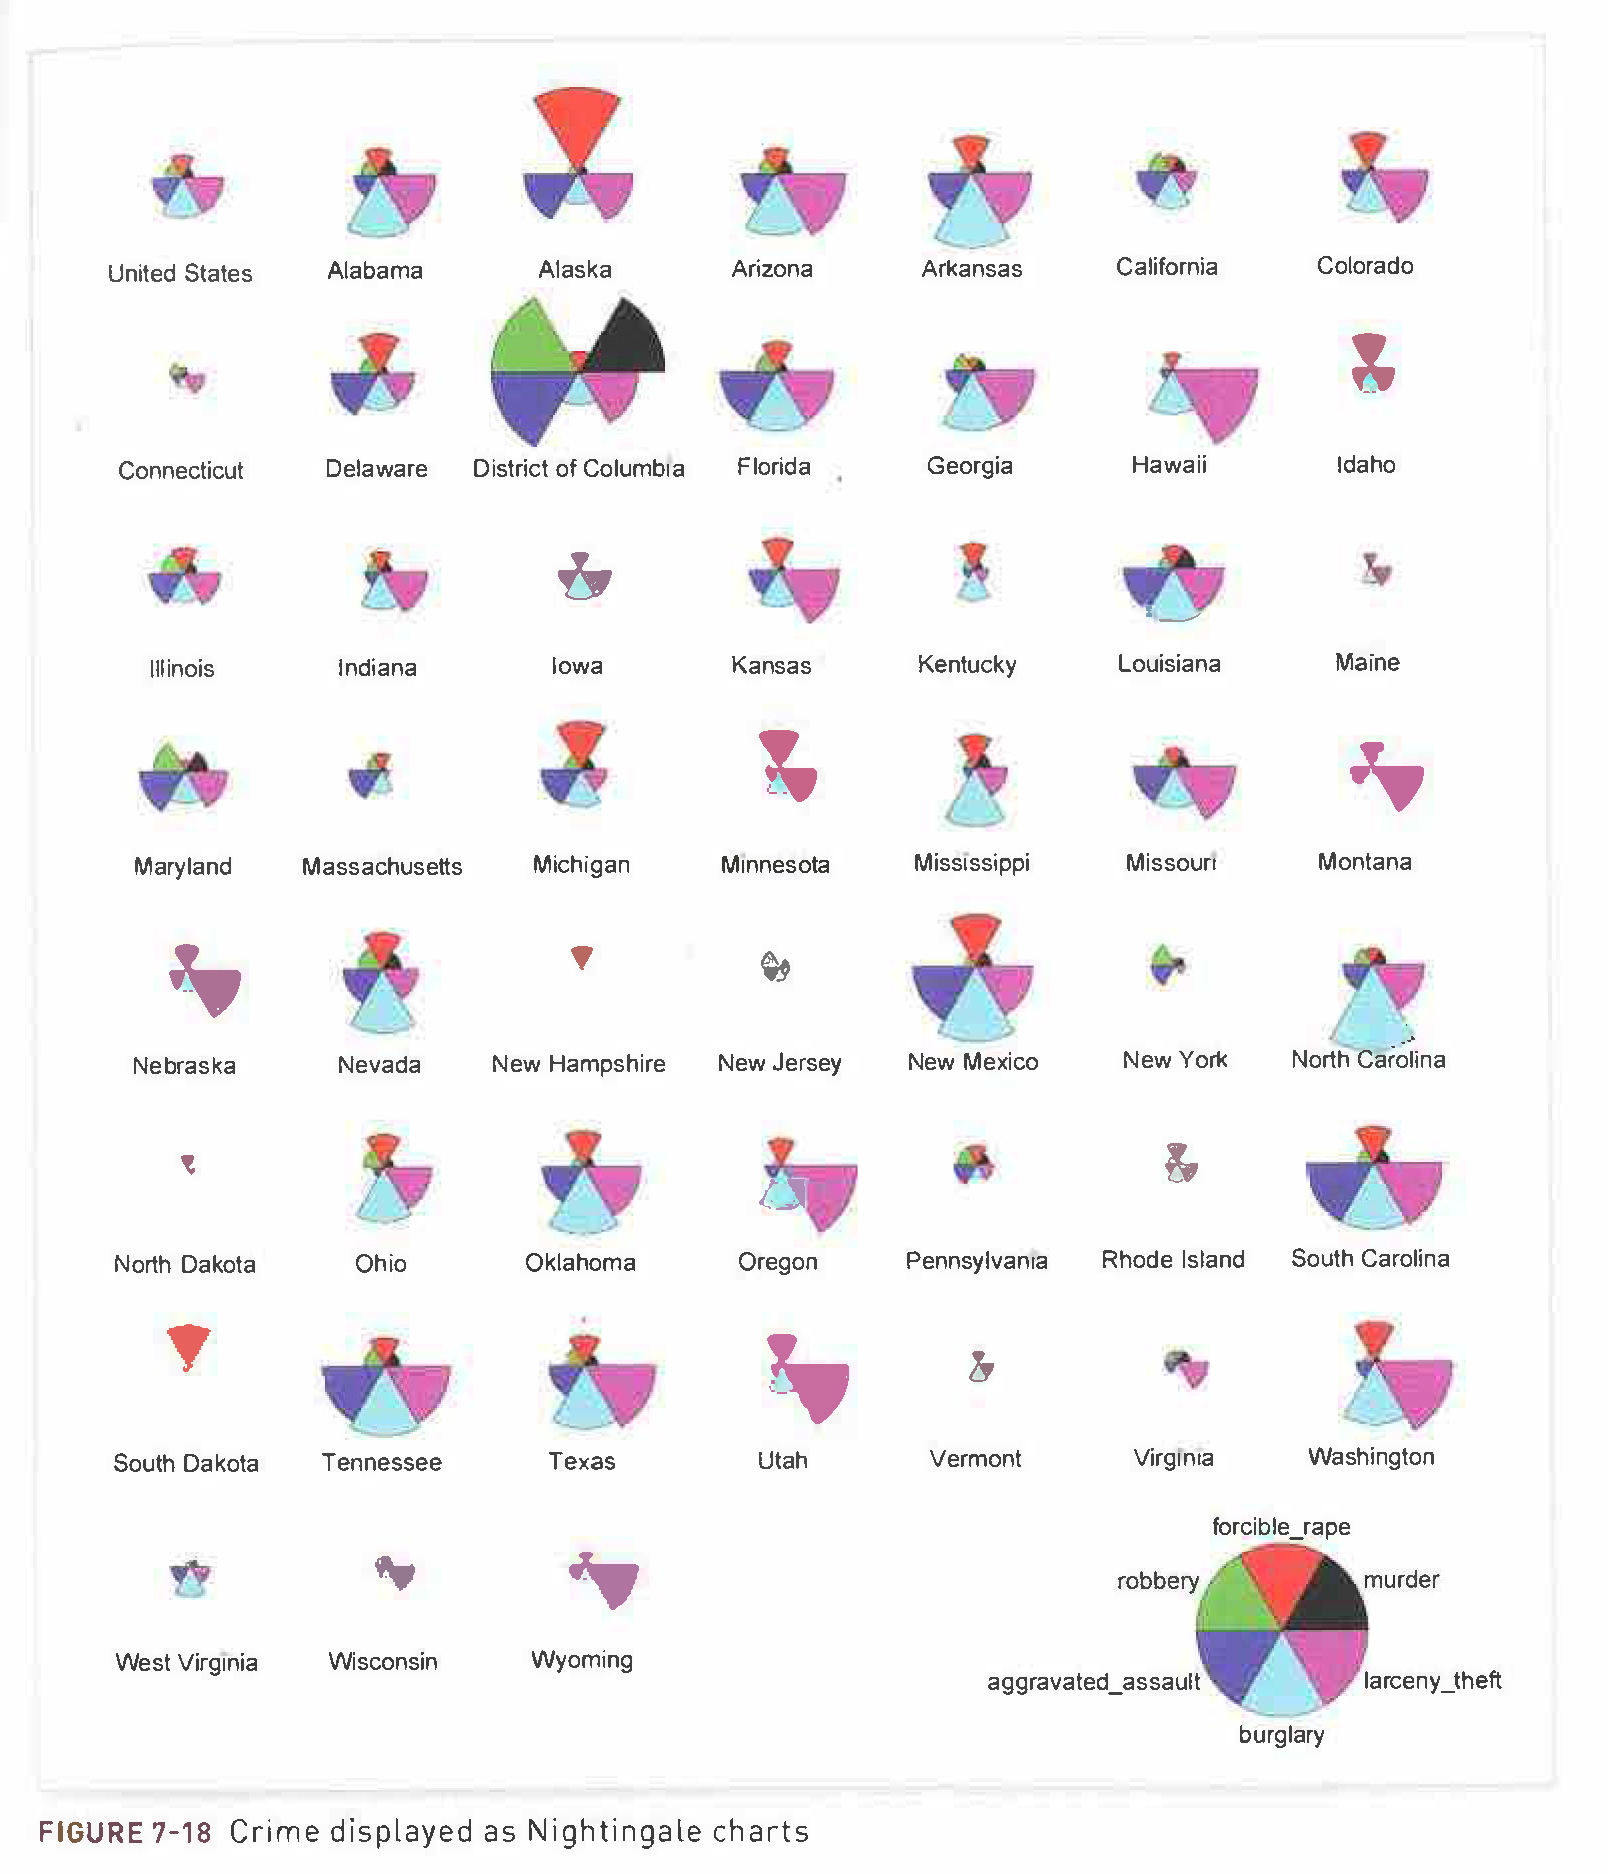 United States Alabama Alaska Arizona Arkansas California Colorado
Connecticut Delaware District of Columbia Florida Georgia Hawaii Idaho
Illinois Indiana Iowa Kansas Kentucky Louisiana Maine
Maryland Massachusetts Michigan Minnesota Mississippi Missouri Montana
Nebraska Nevada New Hampshire New Jersey New Mexico New York North Carolina
North Dakota Ohio Oklahoma Oregon Pennsylvania Rhode Island South Carolina
South Dakota Tennessee Texas Utah Vermont Virginia Washington
West Virginia Wisconsin Wyoming
forcible_rape
robbery murder
aggravated_assault larceny_theft
burglary
FIGURE 7-18 Crime displayed as Nightingale charts